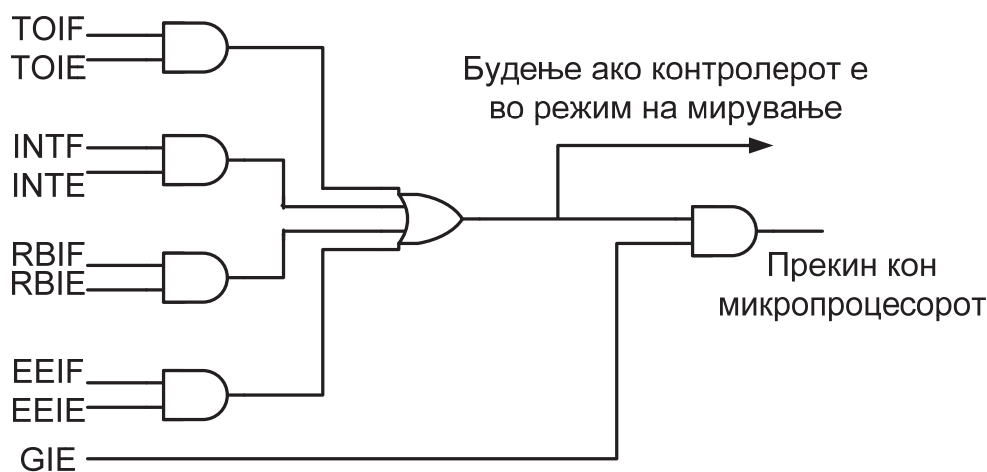 TOIF
TOIE
Будење ако контролерот е
во режим на мирување
INTF
INTE
RBIF
RBIE
Прекин кон
микропроцесорот
EEIF
EEIE
GIE